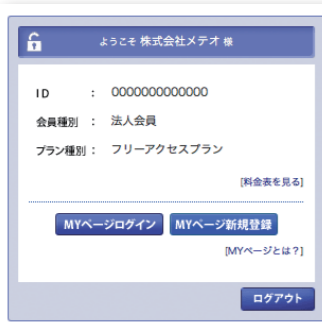 ようこそ 株式会社メテオ 様
ID : 0000000000000
会員種別 : 法人会員
プラン種別 : フリーアクセスプラン
[料金表を見る]
MYページログイン MYページ新規登録
[MYページとは?]
ログアウト